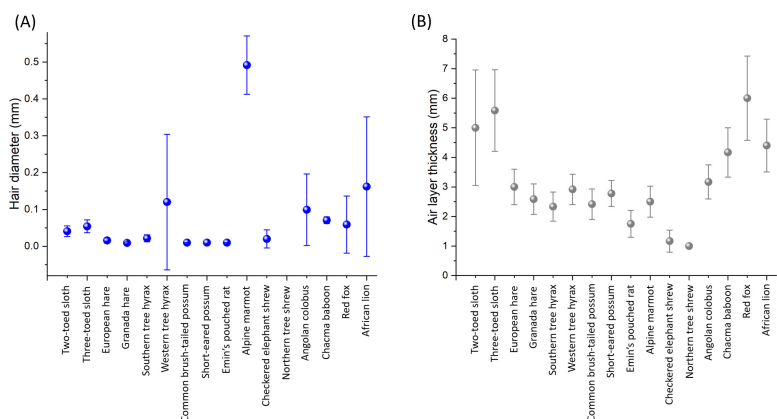 (A)
Hair diameter (mm)
0.5
0.4
0.3
0.2
0.1
0.0
Two-toed sloth
Three-toed sloth
European hare
Granada hare
Southern tree hyrax
Western tree hyrax
Common brush-tailed possum
Short-eared possum
Emin's pouched rat
Alpine marmot
Checkered elephant shrew
Northern tree shrew
Angolan colobus
Chacma baboon
Red fox
African lion
(B)
Air layer thickness (mm)
8
7
6
5
4
3
2
1
0
Two-toed sloth
Three-toed sloth
European hare
Granada hare
Southern tree hyrax
Western tree hyrax
Common brush-tailed possum
Short-eared possum
Emin's pouched rat
Alpine marmot
Checkered elephant shrew
Northern tree shrew
Angolan colobus
Chacma baboon
Red fox
African lion